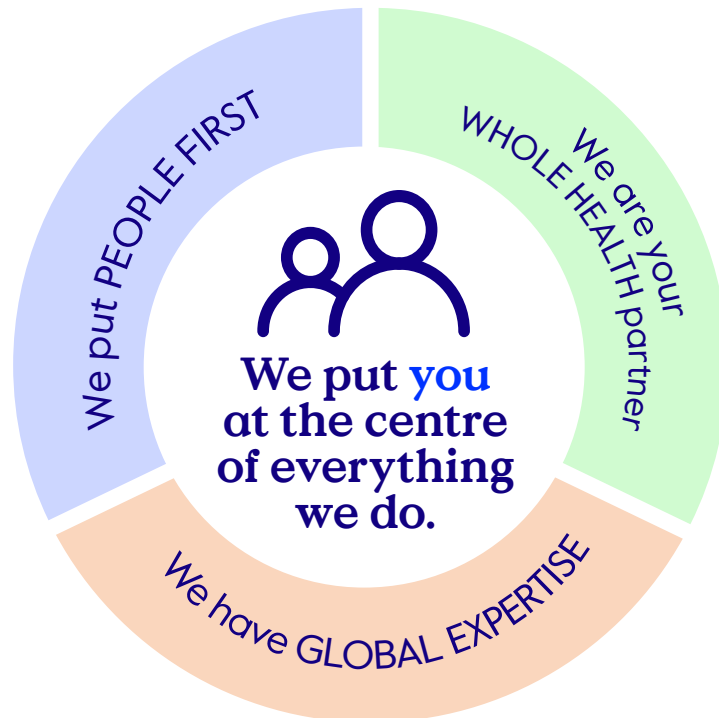 We put PEOPLE FIRST
We are your
WHOLE HEALTH partner
We put you
at the centre
of everything
we do.
We have GLOBAL EXPERTISE